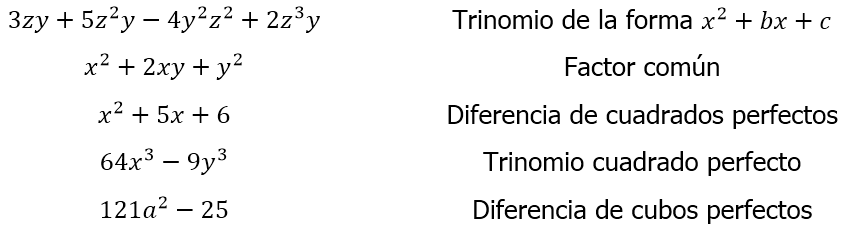 3zy + 5z²y − 4y²z² + 2z³y Trinomio de la forma x² + bx + c
x² + 2xy + y² Factor común
x² + 5x + 6 Diferencia de cuadrados perfectos
64x³ − 9y³ Trinomio cuadrado perfecto
121a² − 25 Diferencia de cubos perfectos